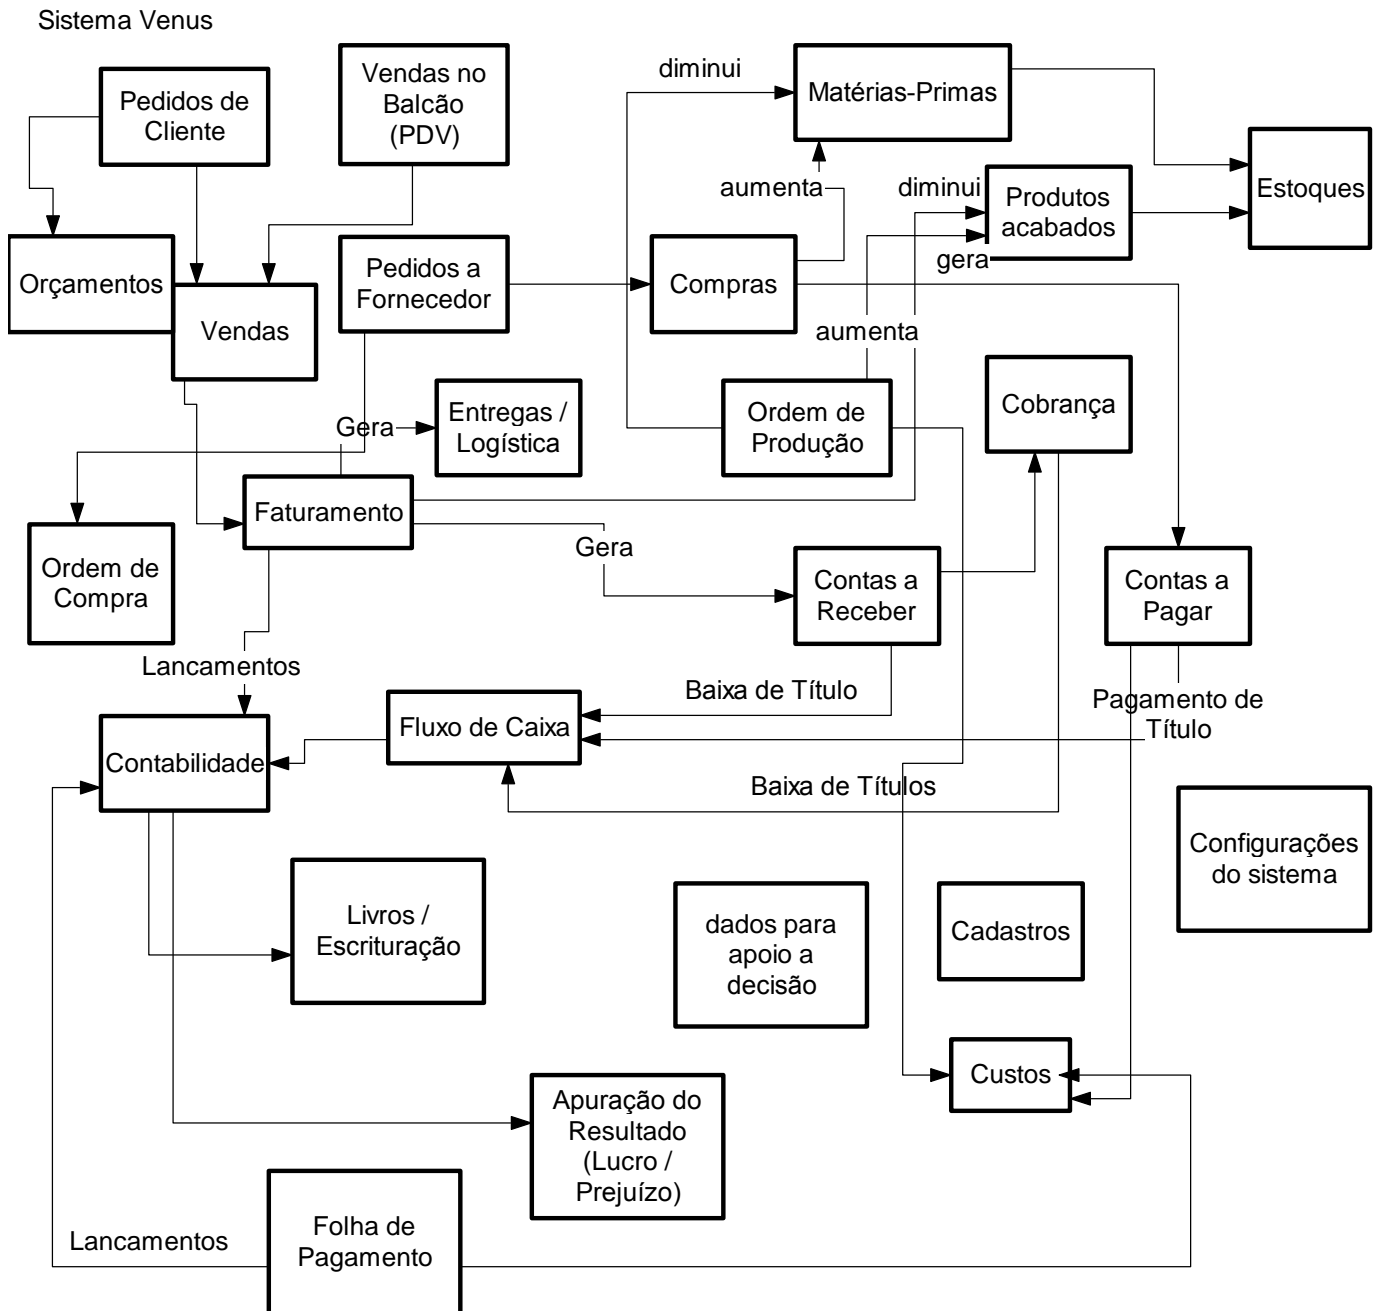 Sistema Venus
Pedidos de
Cliente
Vendas no
Balcão
(PDV)
diminui
Matérias-Primas
Estoques
aumenta
diminui
Produtos
acabados
gera
Orçamentos
Vendas
Pedidos a
Fornecedor
Compras
aumenta
Gera
Entregas /
Logística
Ordem de
Produção
Cobrança
Faturamento
Gera
Ordem de
Compra
Contas a
Receber
Contas a
Pagar
Lancamentos
Baixa de Título
Pagamento de
Título
Fluxo de Caixa
Contabilidade
Baixa de Títulos
Configurações
do sistema
Livros /
Escrituração
dados para
apoio a
decisão
Cadastros
Custos
Apuração do
Resultado
(Lucro /
Prejuízo)
Folha de
Pagamento
Lancamentos